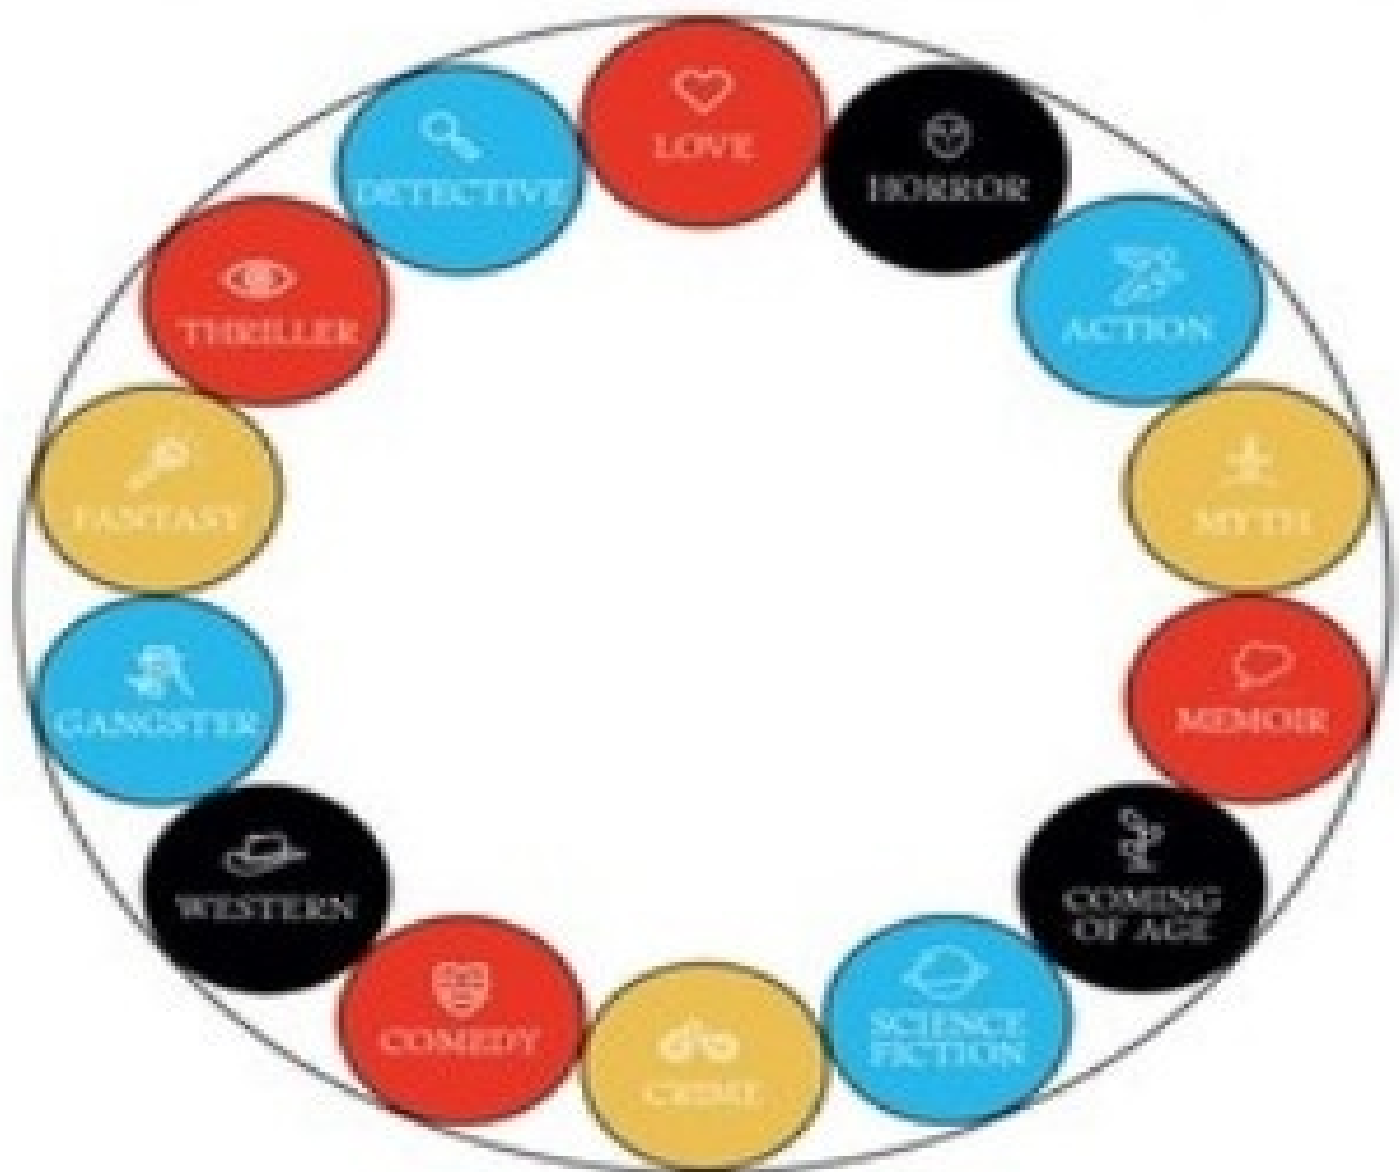 LOVE
HORROR
ACTION
MYTH
MEMOIR
COMING
OF AGE
SCIENCE
FICTION
CRIME
COMEDY
WESTERN
GANGSTER
FANTASY
THRILLER
DETECTIVE